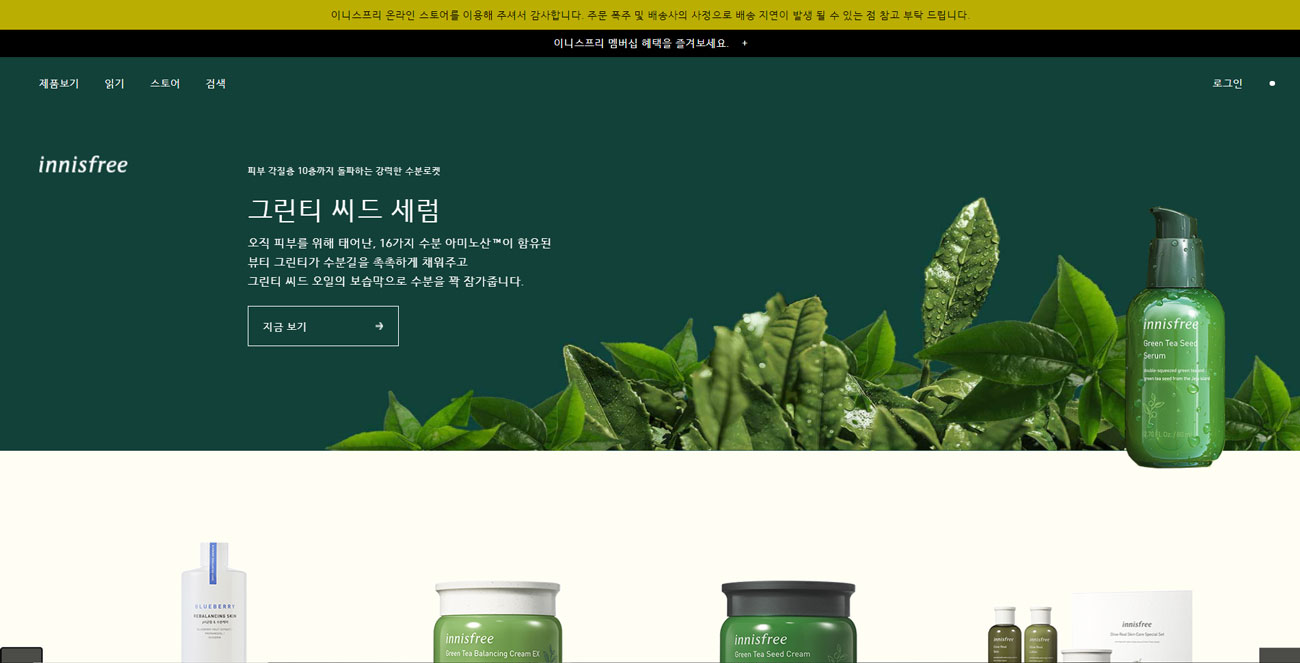 이니스프리 온라인 스토어를 이용해 주셔서 감사합니다. 주문 폭주 및 배송사의 사정으로 배송 지연이 발생 될 수 있는 점 참고 부탁 드립니다.
이니스프리 멤버십 혜택을 즐겨보세요. +
제품보기 읽기 스토어 검색 로그인
innisfree
피부 각질층 10층까지 돌파하는 강력한 수분로켓
그린티 씨드 세럼
오직 피부를 위해 태어난, 16가지 수분 아미노산™이 함유된
뷰티 그린티가 수분길을 촉촉하게 채워주고
그린티 씨드 오일의 보습막으로 수분을 꽉 잠가줍니다.
지금 보기 →
innisfree
Green Tea Seed
Serum
BLUEBERRY
REBALANCING SKIN
innisfree
Green Tea Balancing Cream EX
innisfree
Green Tea Seed Cream
innisfree